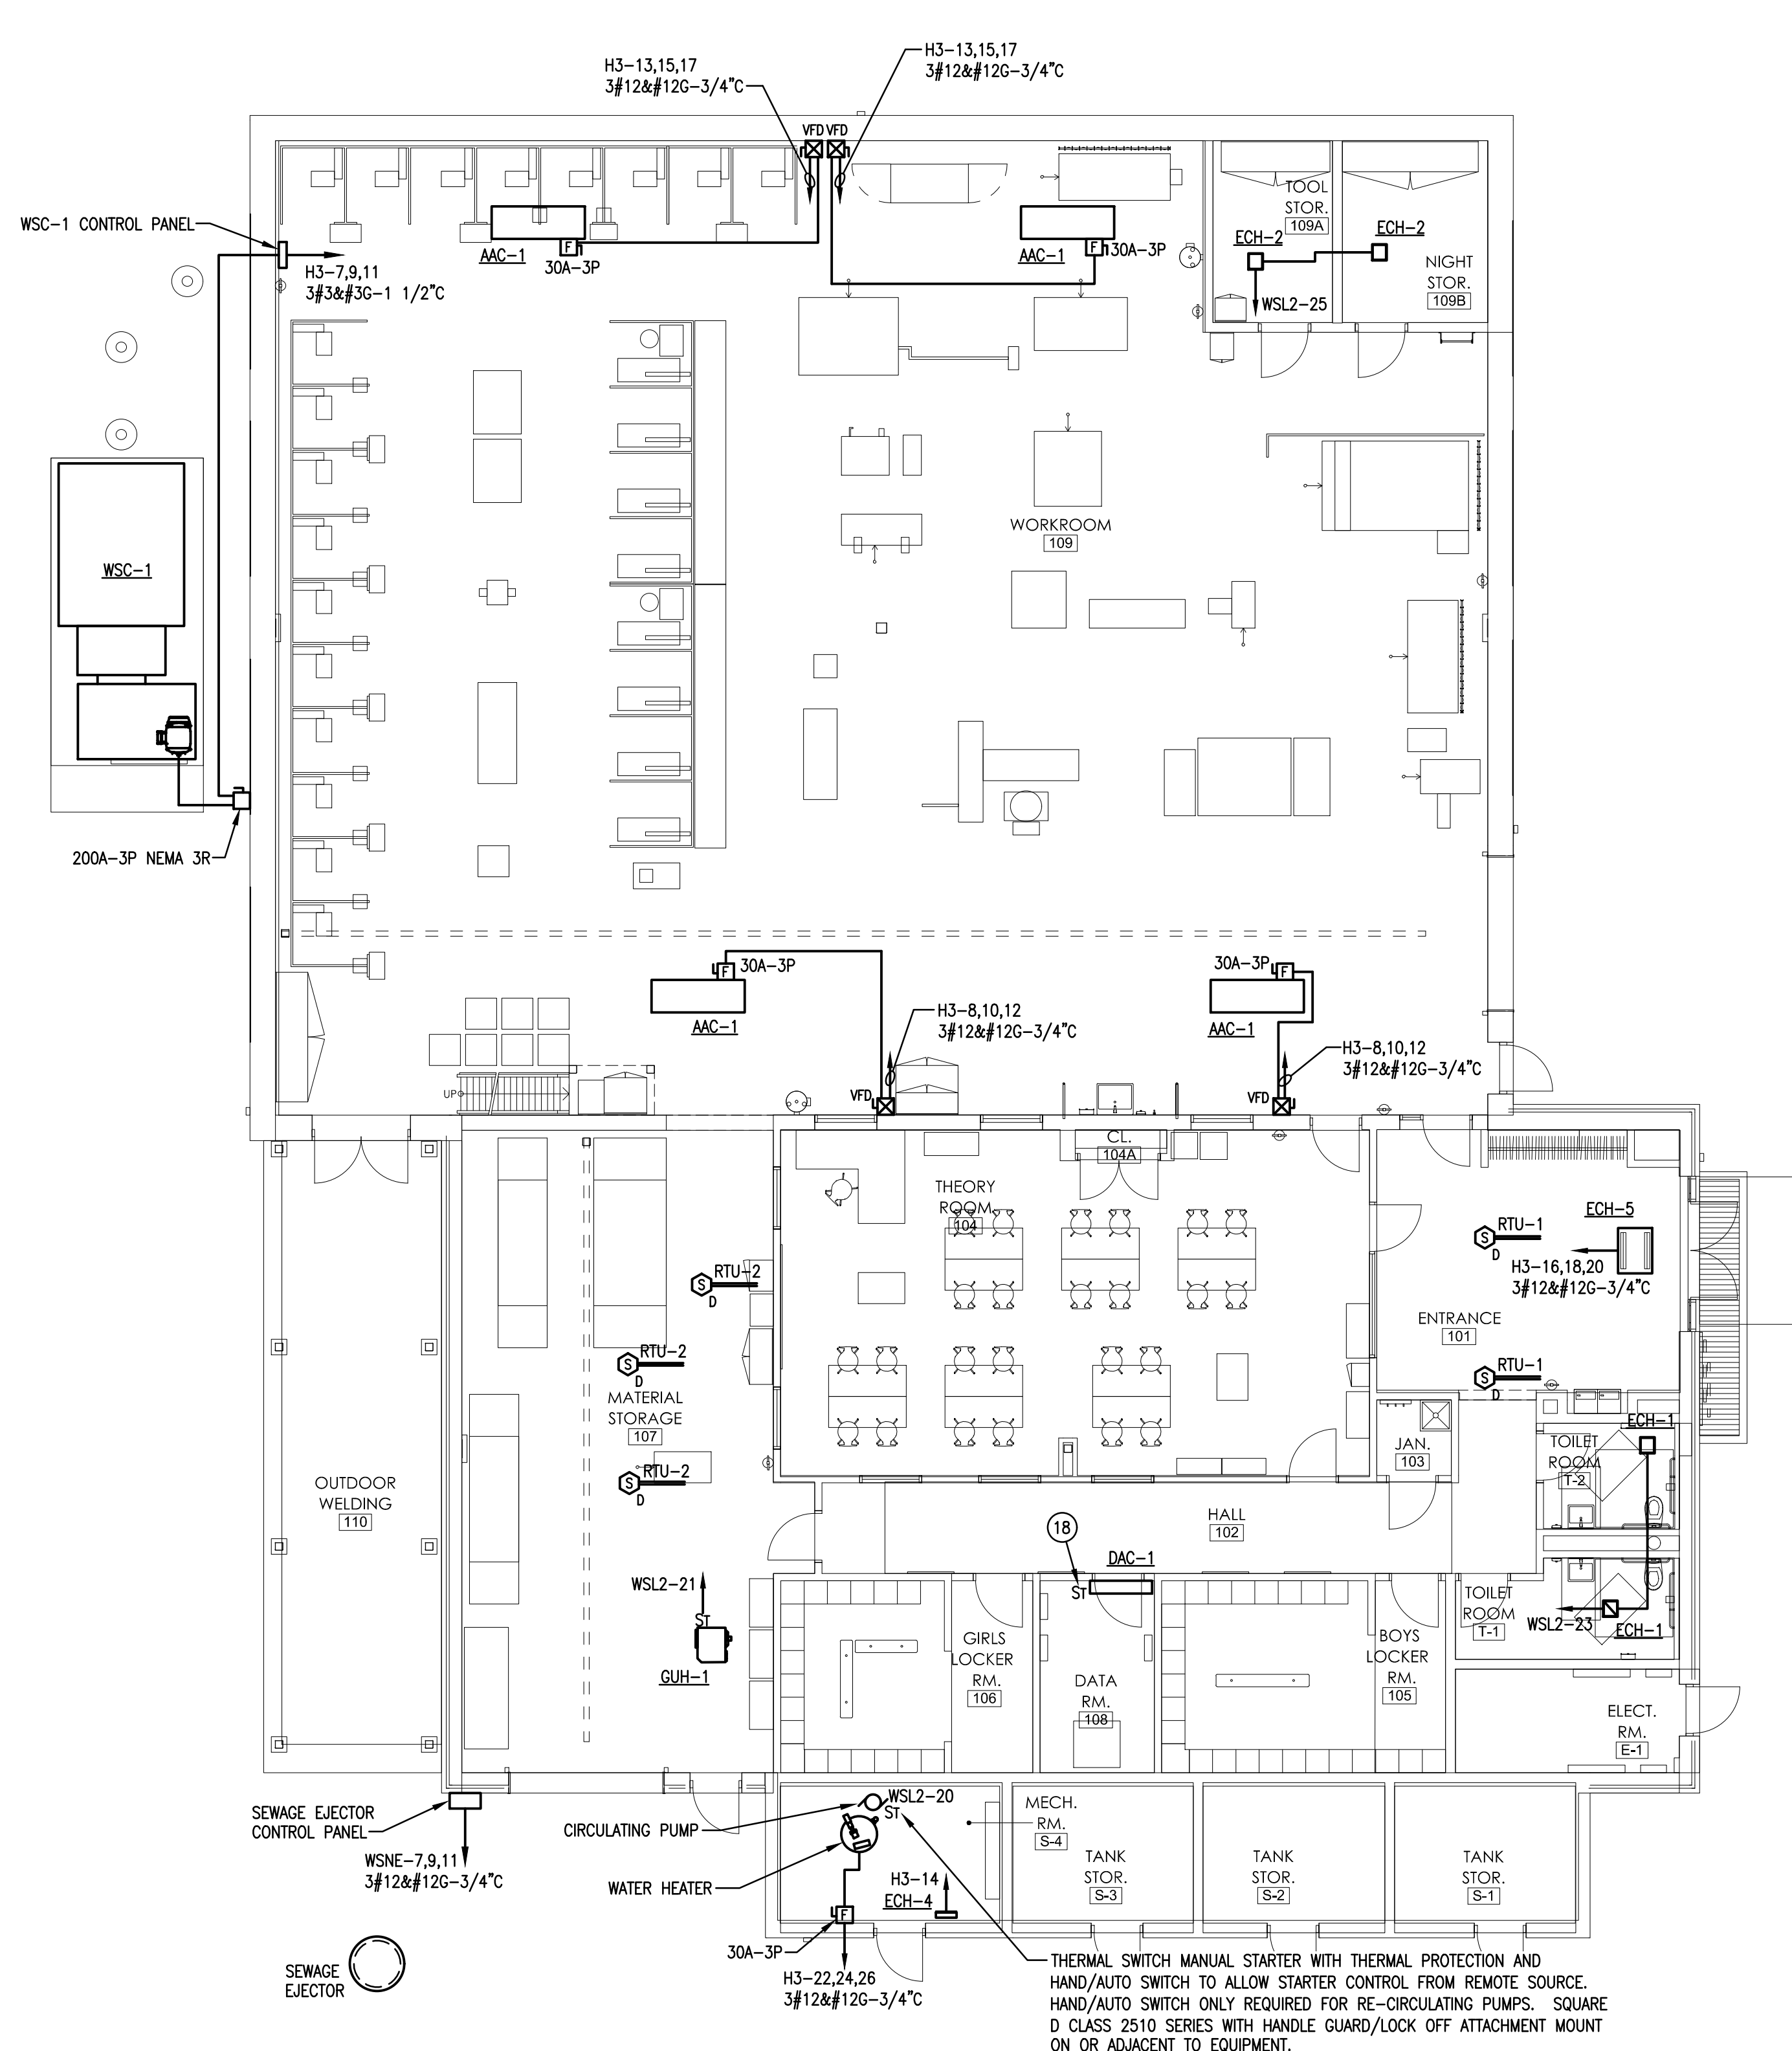 H3-13,15,17
3#12&#12G-3/4"C
H3-13,15,17
3#12&#12G-3/4"C
VFD VFD
WSC-1 CONTROL PANEL
H3-7,9,11
3#3&#3G-1 1/2"C
AAC-1
F
30A-3P
AAC-1
F
30A-3P
TOOL
STOR.
109A
ECH-2
ECH-2
NIGHT
STOR.
109B
WSL2-25
WSC-1
WORKROOM
109
200A-3P NEMA 3R
F
30A-3P
AAC-1
30A-3P
F
AAC-1
H3-8,10,12
3#12&#12G-3/4"C
H3-8,10,12
3#12&#12G-3/4"C
UP
VFD
VFD
CL.
104A
THEORY
ROOM
104
ECH-5
S
RTU-1
D
H3-16,18,20
3#12&#12G-3/4"C
S
RTU-2
D
ENTRANCE
101
S
RTU-2
D
S
RTU-1
D
MATERIAL
STORAGE
107
ECH-1
JAN.
103
TOILET
ROOM
T-2
S
RTU-2
D
OUTDOOR
WELDING
110
HALL
102
18
DAC-1
ST
WSL2-21
ST
GUH-1
TOILET
ROOM
T-1
WSL2-23
ECH-1
GIRLS
LOCKER
RM.
106
DATA
RM.
108
BOYS
LOCKER
RM.
105
ELECT.
RM.
E-1
SEWAGE EJECTOR
CONTROL PANEL
WSNE-7,9,11
3#12&#12G-3/4"C
CIRCULATING PUMP
WSL2-20
ST
MECH.
RM.
S-4
WATER HEATER
H3-14
ECH-4
TANK
STOR.
S-3
TANK
STOR.
S-2
TANK
STOR.
S-1
F
30A-3P
H3-22,24,26
3#12&#12G-3/4"C
SEWAGE
EJECTOR
THERMAL SWITCH MANUAL STARTER WITH THERMAL PROTECTION AND
HAND/AUTO SWITCH TO ALLOW STARTER CONTROL FROM REMOTE SOURCE.
HAND/AUTO SWITCH ONLY REQUIRED FOR RE-CIRCULATING PUMPS. SQUARE
D CLASS 2510 SERIES WITH HANDLE GUARD/LOCK OFF ATTACHMENT MOUNT
ON OR ADJACENT TO EQUIPMENT.